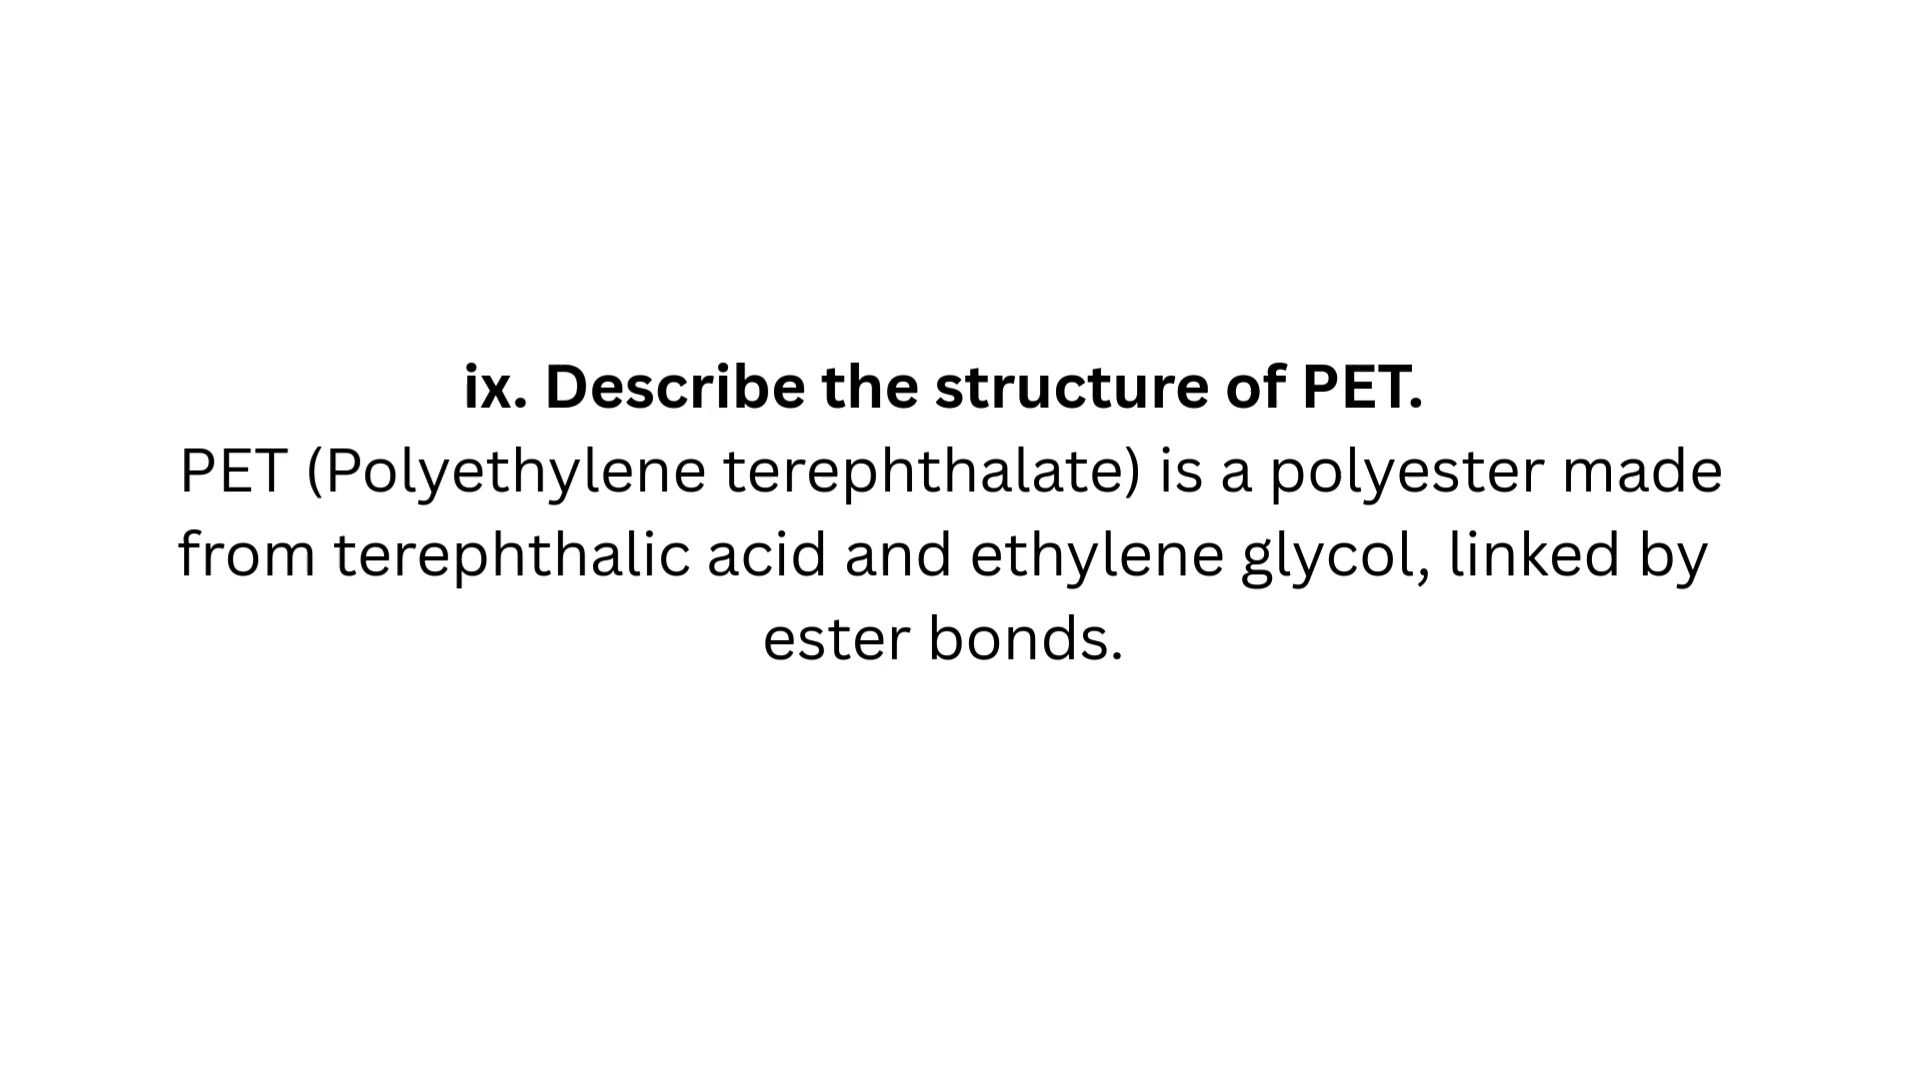 ix. Describe the structure of PET.
PET (Polyethylene terephthalate) is a polyester made
from terephthalic acid and ethylene glycol, linked by
ester bonds.